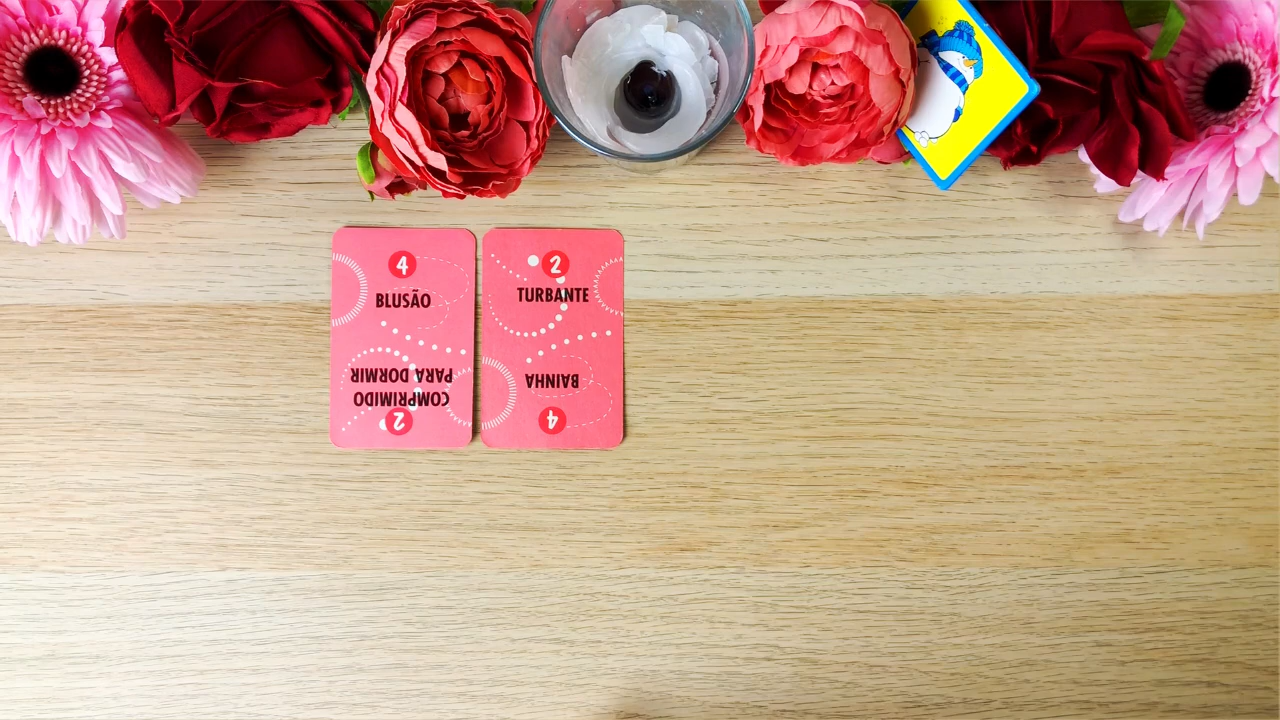 4
BLUSÃO
COMPRIMIDO
PARA DORMIR
2
2
TURBANTE
BAINHA
4